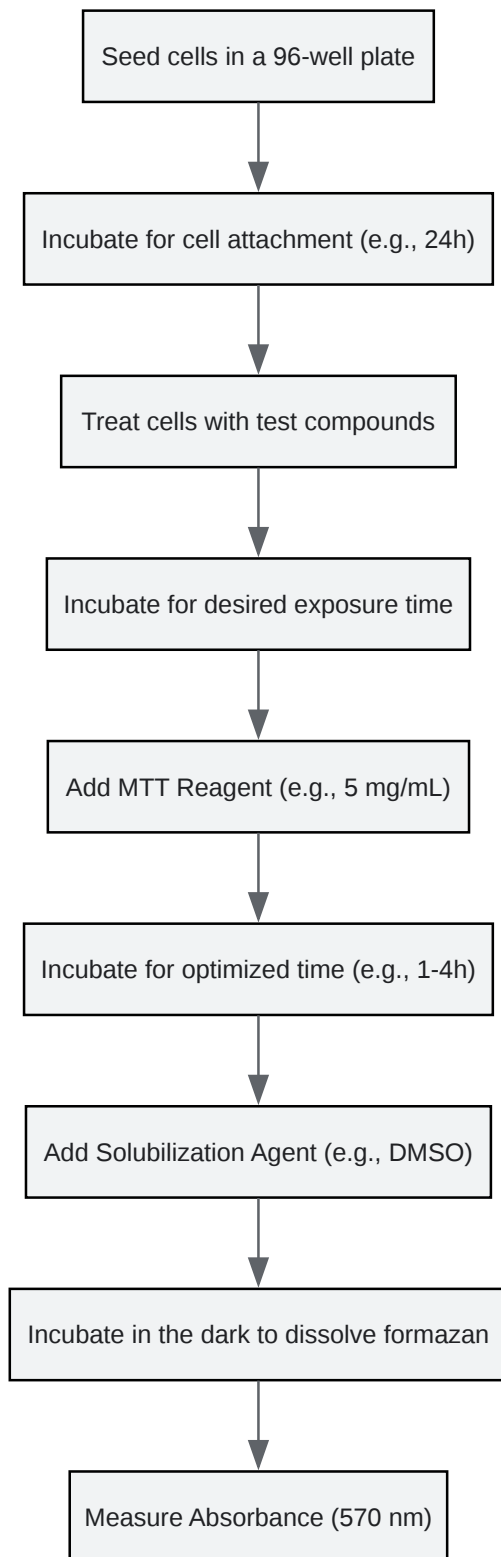 Seed cells in a 96-well plate
Incubate for cell attachment (e.g., 24h)
Treat cells with test compounds
Incubate for desired exposure time
Add MTT Reagent (e.g., 5 mg/mL)
Incubate for optimized time (e.g., 1-4h)
Add Solubilization Agent (e.g., DMSO)
Incubate in the dark to dissolve formazan
Measure Absorbance (570 nm)